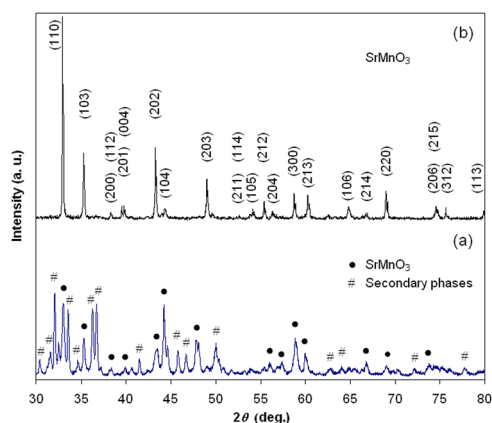 (b)
SrMnO3
(110)
(103)
(200)
(112)
(201)
(004)
(202)
(104)
(203)
(211)
(114)
(105)
(212)
(204)
(300)
(213)
(106)
(214)
(220)
(206)
(215)
(312)
(113)
Intensity (a. u.)
(a)
● SrMnO3
# Secondary phases
# # # ● # # ● # # ● ● # ● ● # # ● # ● ● ● ● # # ● ● # ● #
30 35 40 45 50 55 60 65 70 75 80
2θ (deg.)